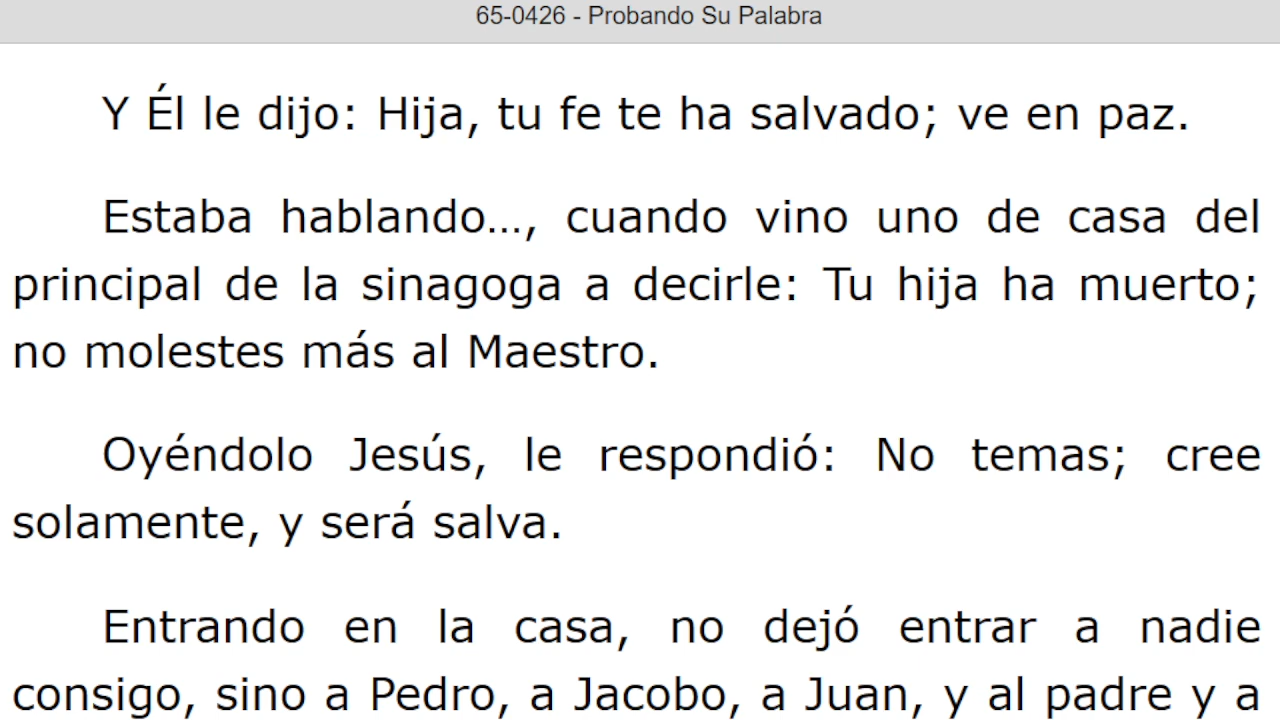 65-0426 - Probando Su Palabra
Y Él le dijo: Hija, tu fe te ha salvado; ve en paz.
Estaba hablando..., cuando vino uno de casa del
principal de la sinagoga a decirle: Tu hija ha muerto;
no molestes más al Maestro.
Oyéndolo Jesús, le respondió: No temas; cree
solamente, y será salva.
Entrando en la casa, no dejó entrar a nadie
consigo, sino a Pedro, a Jacobo, a Juan, y al padre y a